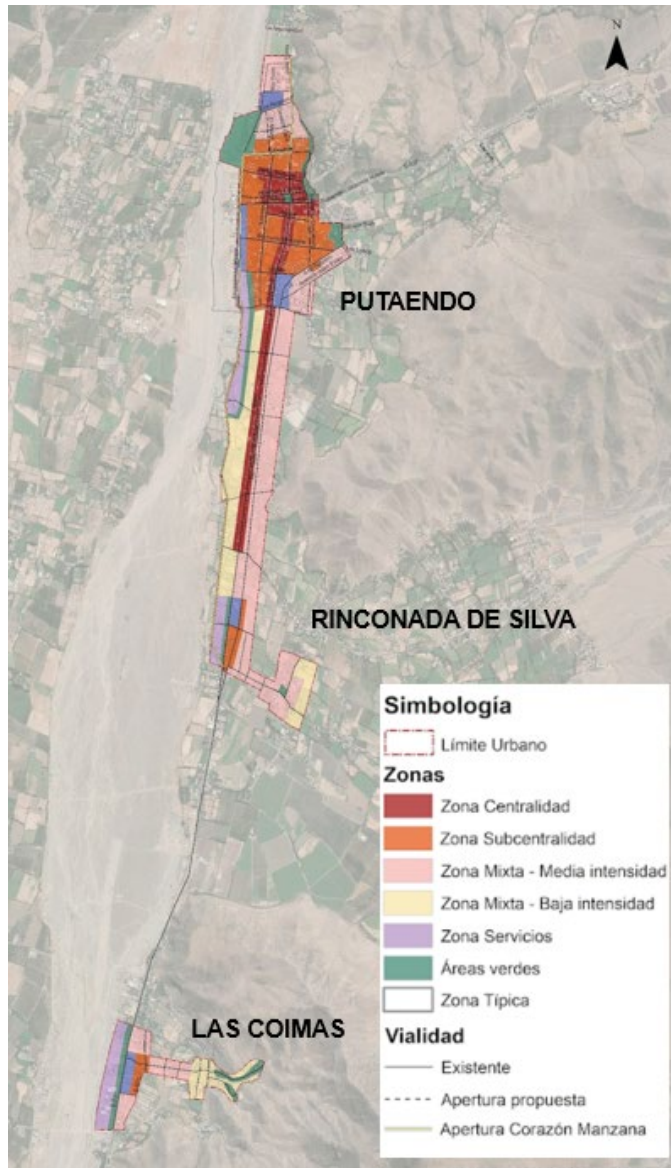 N
PUTAENDO
RINCONADA DE SILVA
LAS COIMAS
Simbología
Límite Urbano
Zonas
Zona Centralidad
Zona Subcentralidad
Zona Mixta - Media intensidad
Zona Mixta - Baja intensidad
Zona Servicios
Áreas verdes
Zona Típica
Vialidad
Existente
Apertura propuesta
Apertura Corazón Manzana